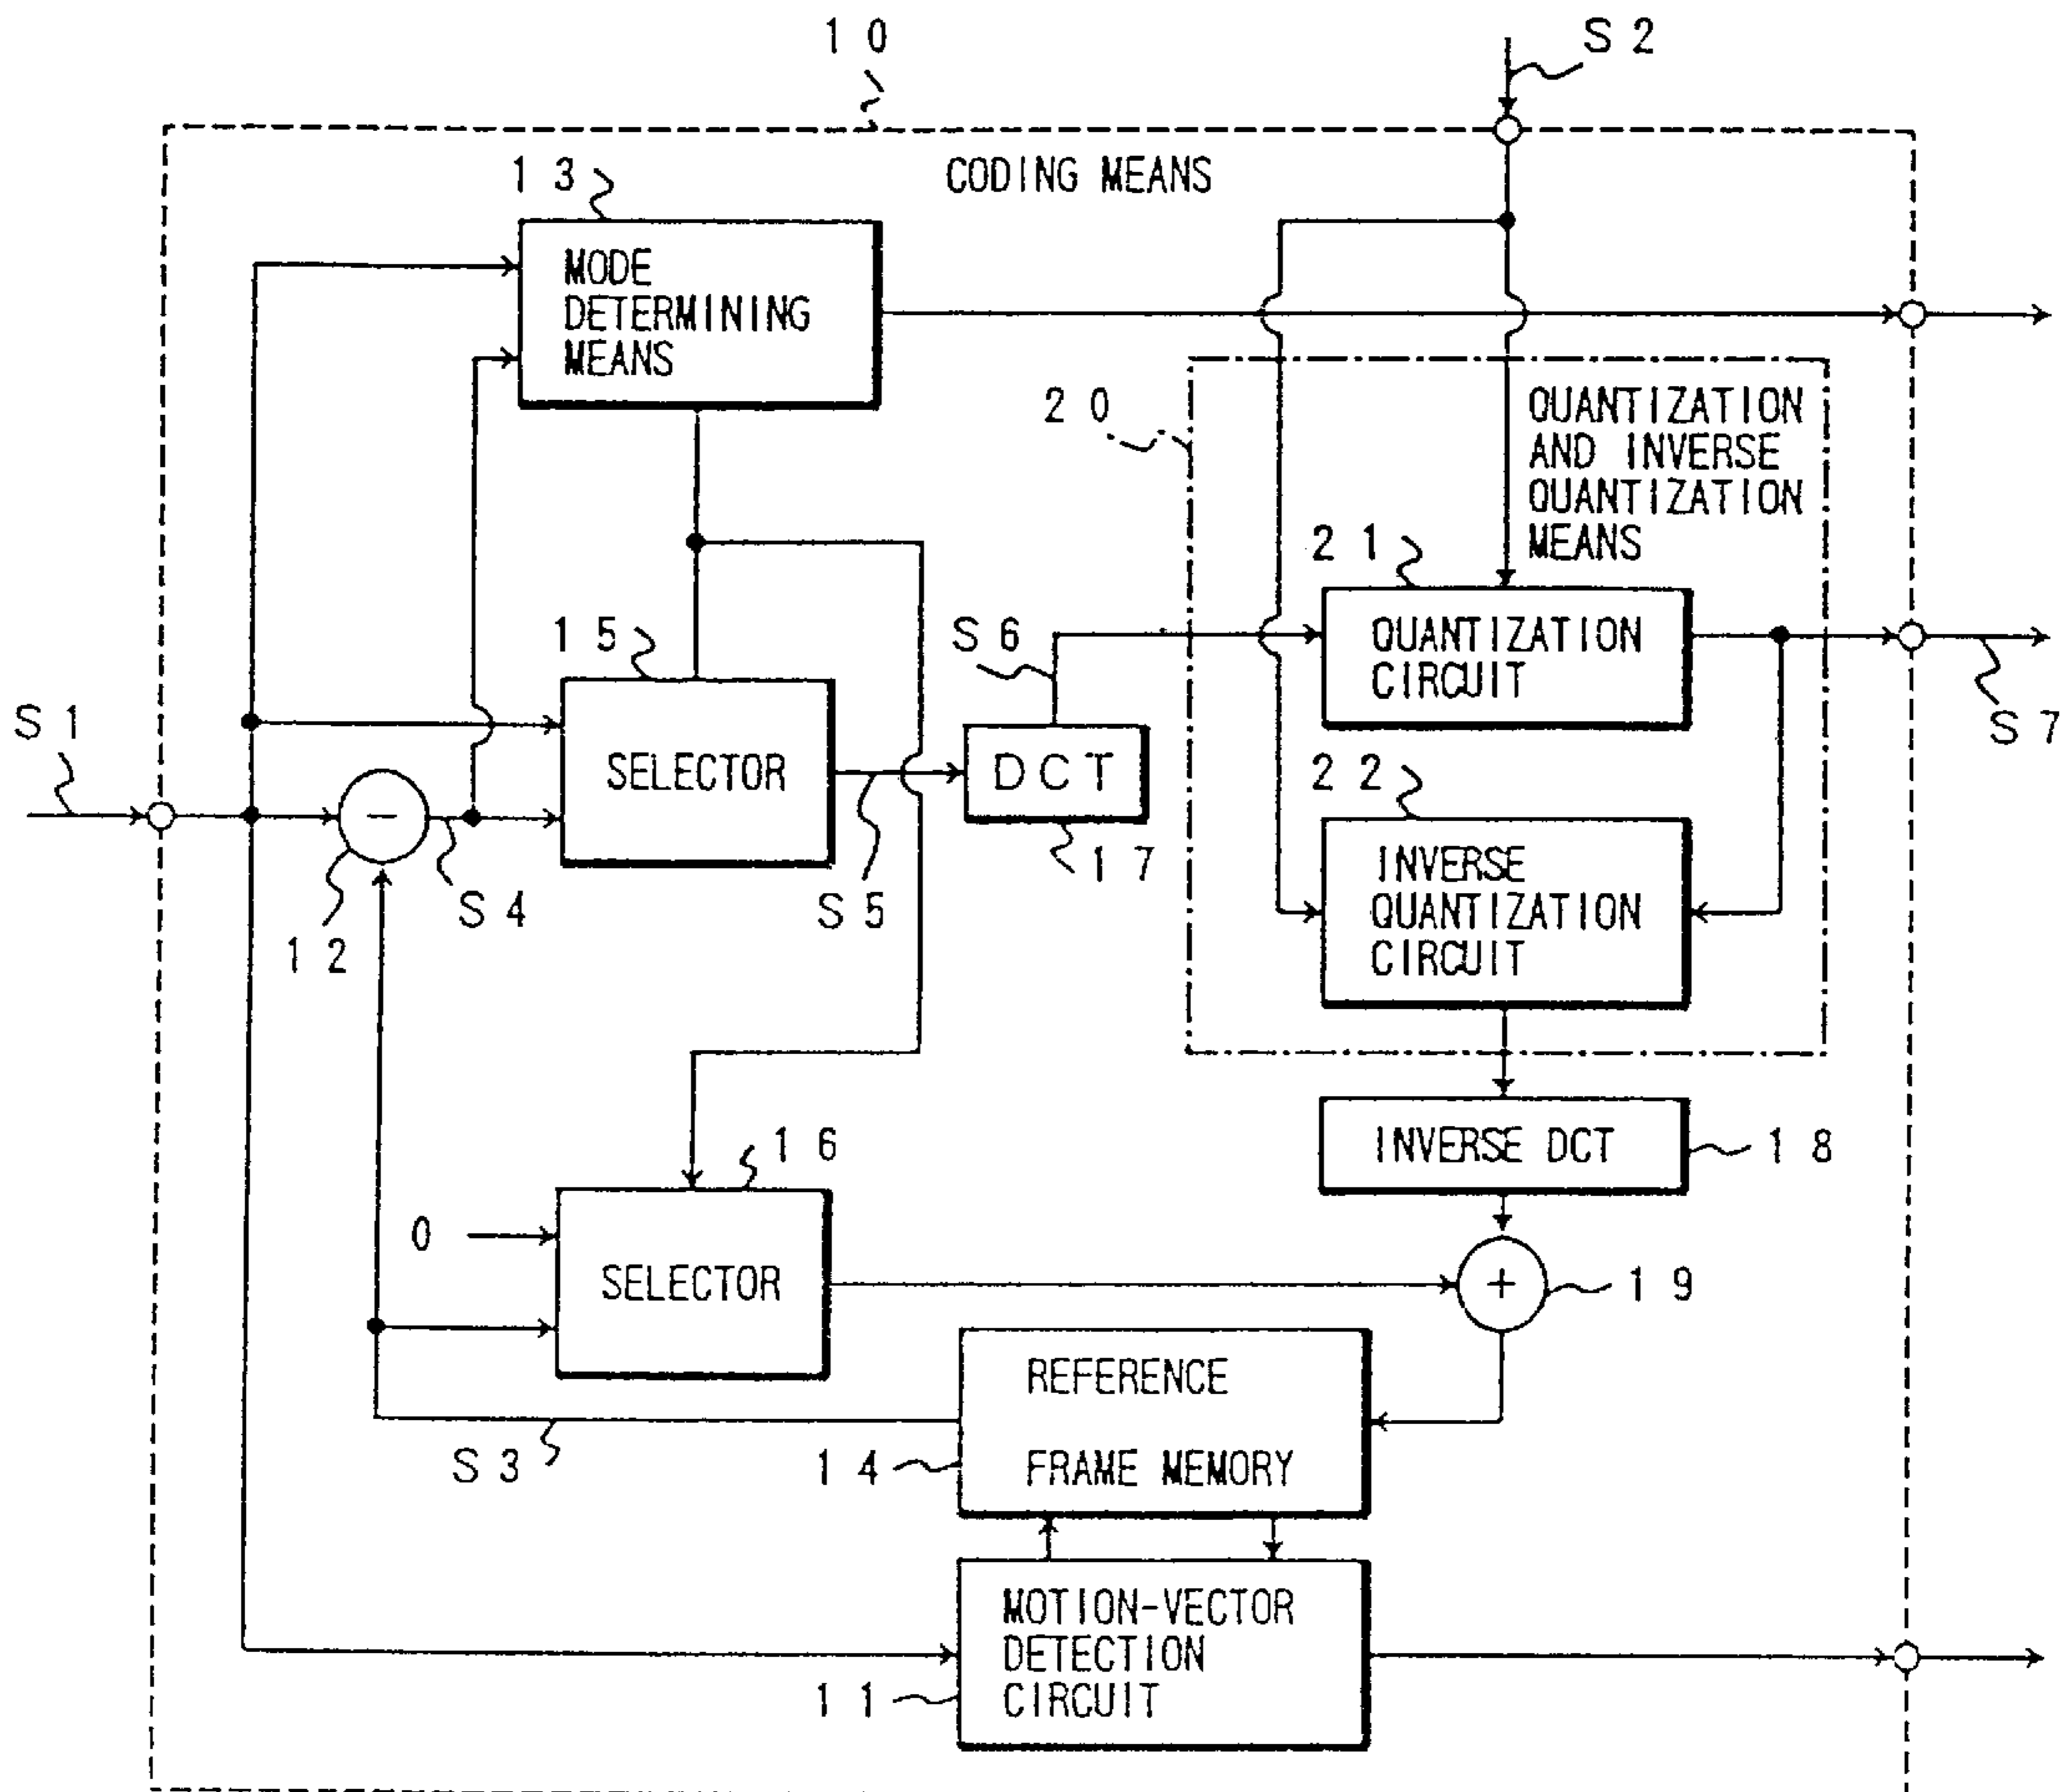 10
S2
CODING MEANS
13
MODE
DETERMINING
MEANS
20
QUANTIZATION
AND INVERSE
QUANTIZATION
MEANS
21
15
S6
QUANTIZATION
CIRCUIT
S1
SELECTOR
DCT
S7
22
−
17
INVERSE
QUANTIZATION
CIRCUIT
S4
S5
12
16
INVERSE DCT
18
0
SELECTOR
+
19
REFERENCE
FRAME MEMORY
S3
14
MOTION-VECTOR
DETECTION
CIRCUIT
11